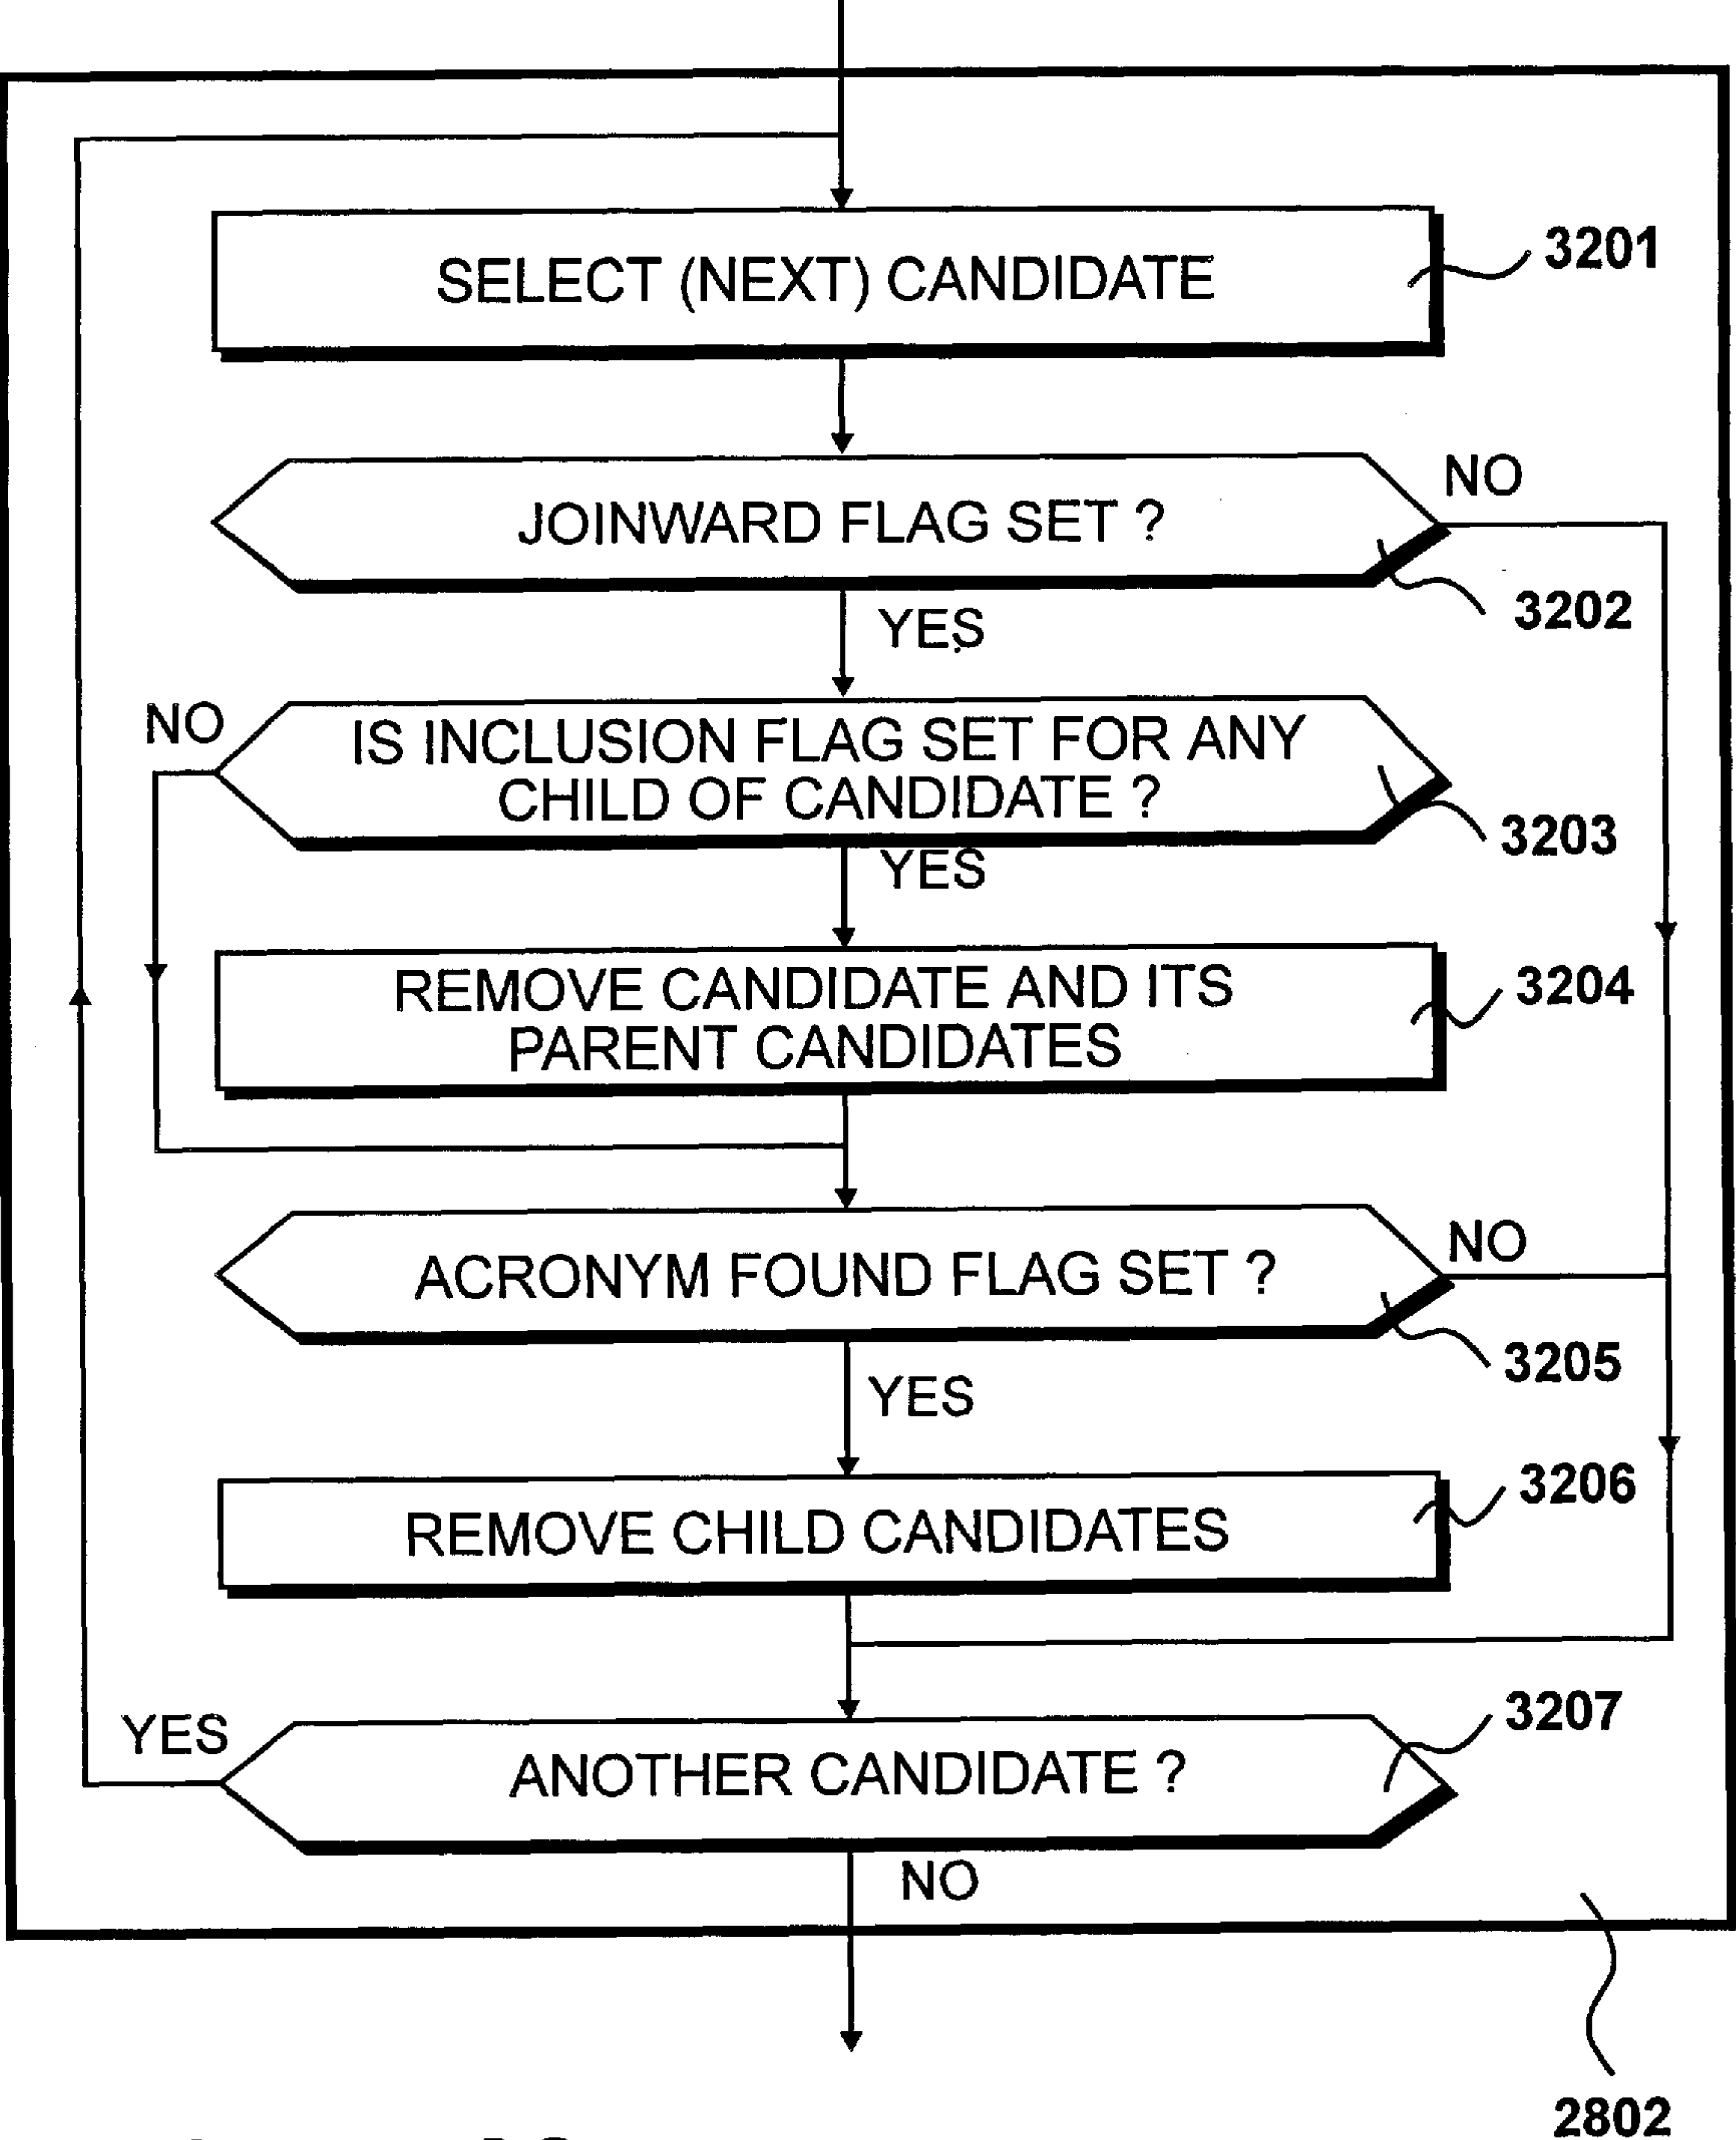 SELECT (NEXT) CANDIDATE
3201
JOINWARD FLAG SET ?
NO
3202
YES
NO
IS INCLUSION FLAG SET FOR ANY
CHILD OF CANDIDATE ?
3203
YES
REMOVE CANDIDATE AND ITS
PARENT CANDIDATES
3204
ACRONYM FOUND FLAG SET ?
NO
3205
YES
REMOVE CHILD CANDIDATES
3206
YES
ANOTHER CANDIDATE ?
3207
NO
2802